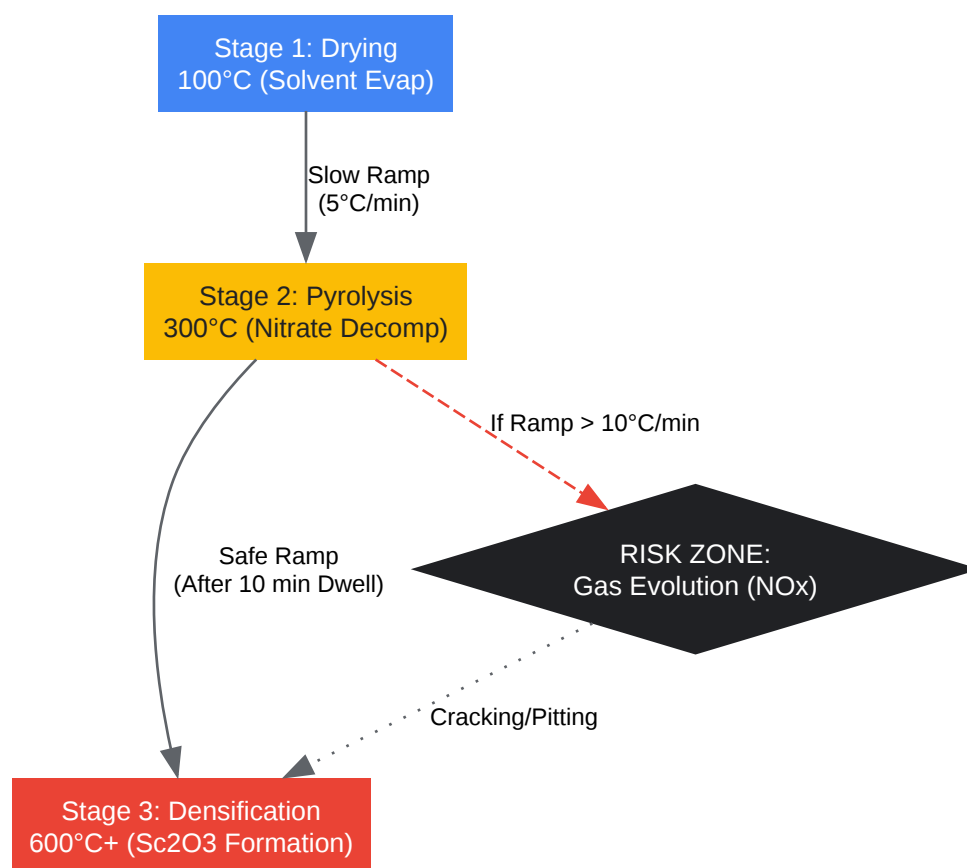 Stage 1: Drying
100°C (Solvent Evap)
Slow Ramp
(5°C/min)
Stage 2: Pyrolysis
300°C (Nitrate Decomp)
If Ramp > 10°C/min
Safe Ramp
(After 10 min Dwell)
RISK ZONE:
Gas Evolution (NOx)
Cracking/Pitting
Stage 3: Densification
600°C+ (Sc2O3 Formation)